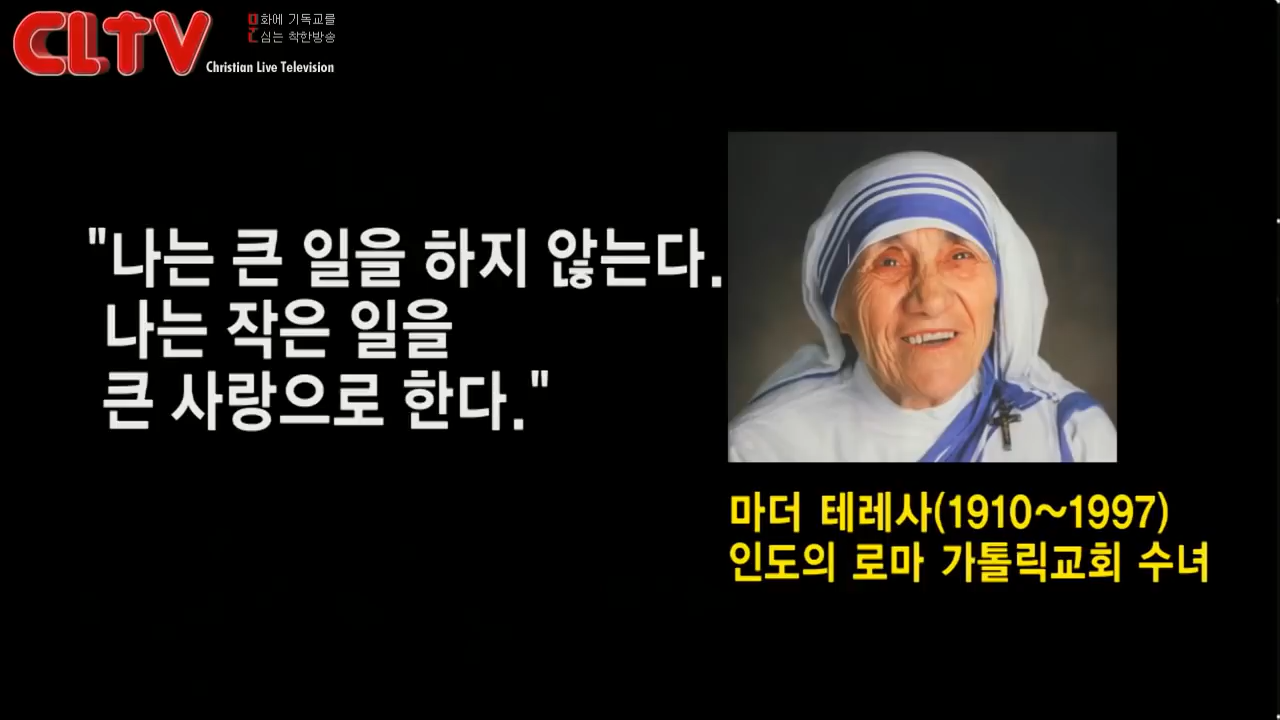 CLTV
문화에 기독교를
심는 착한방송
Christian Live Television
"나는 큰 일을 하지 않는다.
나는 작은 일을
큰 사랑으로 한다."
마더 테레사(1910~1997)
인도의 로마 가톨릭교회 수녀